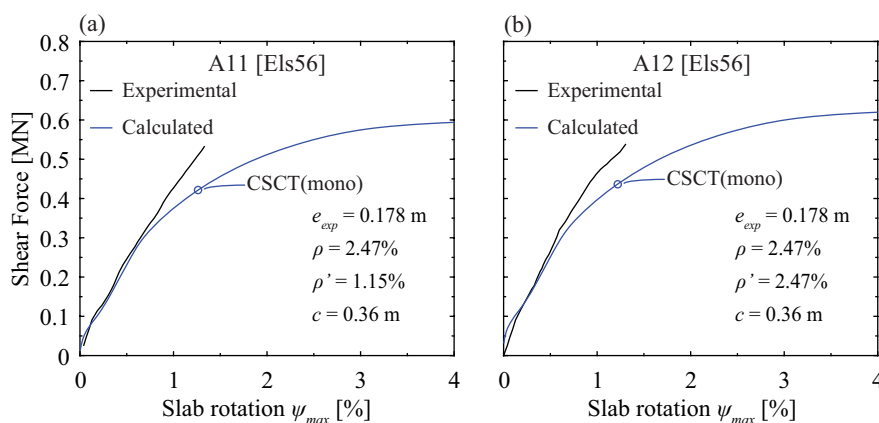 (a)
A11 [Els56]
Experimental
Calculated
CSCT(mono)
e_exp = 0.178 m
ρ = 2.47%
ρ' = 1.15%
c = 0.36 m
Shear Force [MN]
0.8
0.7
0.6
0.5
0.4
0.3
0.2
0.1
0
0 1 2 3 4
Slab rotation ψ_max [%]
(b)
A12 [Els56]
Experimental
Calculated
CSCT(mono)
e_exp = 0.178 m
ρ = 2.47%
ρ' = 2.47%
c = 0.36 m
0 1 2 3 4
Slab rotation ψ_max [%]